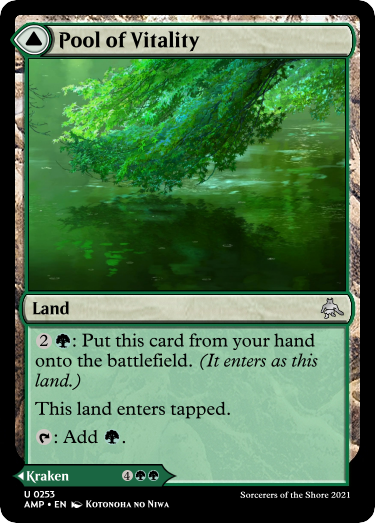 Pool of Vitality
Land
2 : Put this card from your hand
onto the battlefield. (It enters as this
land.)
This land enters tapped.
: Add .
Kraken 4
U 0253
AMP • EN Kotonoha no Niwa
Sorcerers of the Shore 2021